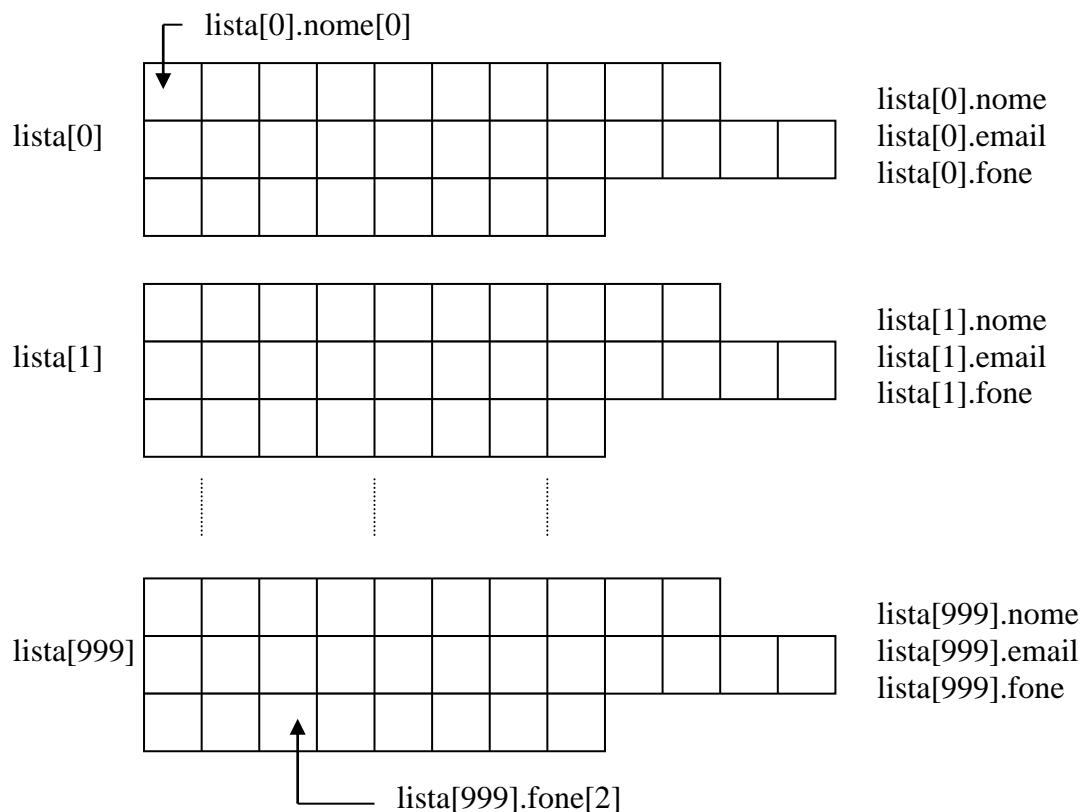 lista[0].nome[0]
lista[0]
lista[0].nome
lista[0].email
lista[0].fone
lista[1]
lista[1].nome
lista[1].email
lista[1].fone
lista[999]
lista[999].nome
lista[999].email
lista[999].fone
lista[999].fone[2]